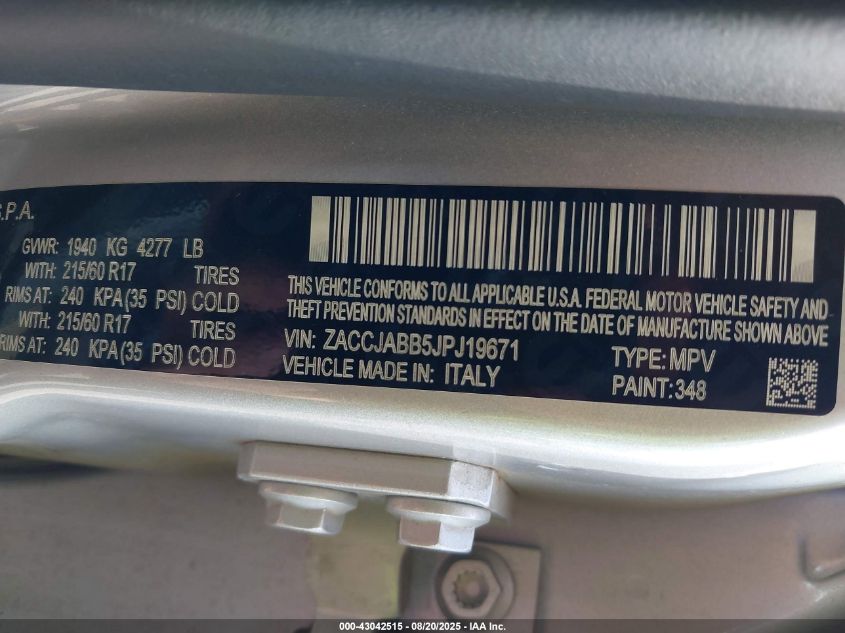 S.P.A.
GVWR: 1940 KG 4277 LB
WITH: 215/60 R17 TIRES
RIMS AT: 240 KPA(35 PSI) COLD
WITH: 215/60 R17 TIRES
RIMS AT: 240 KPA(35 PSI) COLD
THIS VEHICLE CONFORMS TO ALL APPLICABLE U.S.A. FEDERAL MOTOR VEHICLE SAFETY AND
THEFT PREVENTION STANDARDS IN EFFECT ON THE DATE OF MANUFACTURE SHOWN ABOVE
VIN: ZACCJABB5JPJ19671 TYPE: MPV
VEHICLE MADE IN: ITALY PAINT:348
000-43042515 - 08/20/2025 - IAA Inc.